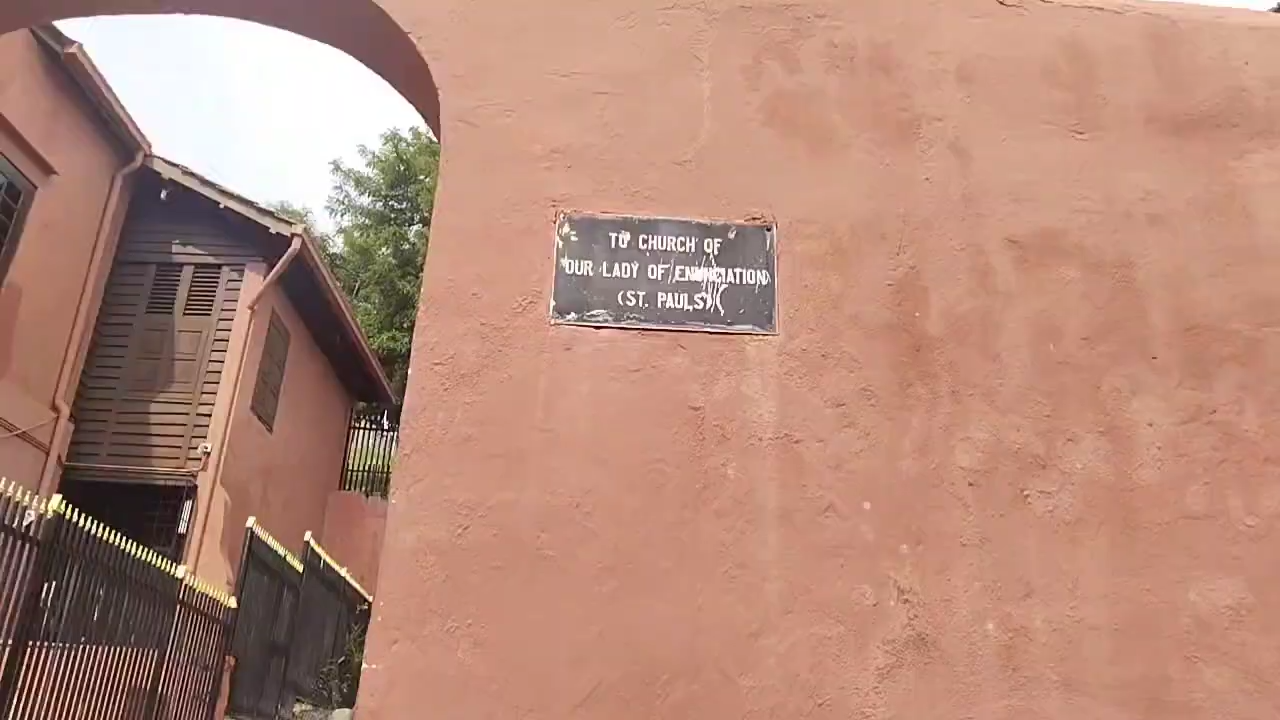 TO CHURCH OF
OUR LADY OF ENUNCIATION
(ST. PAULS)